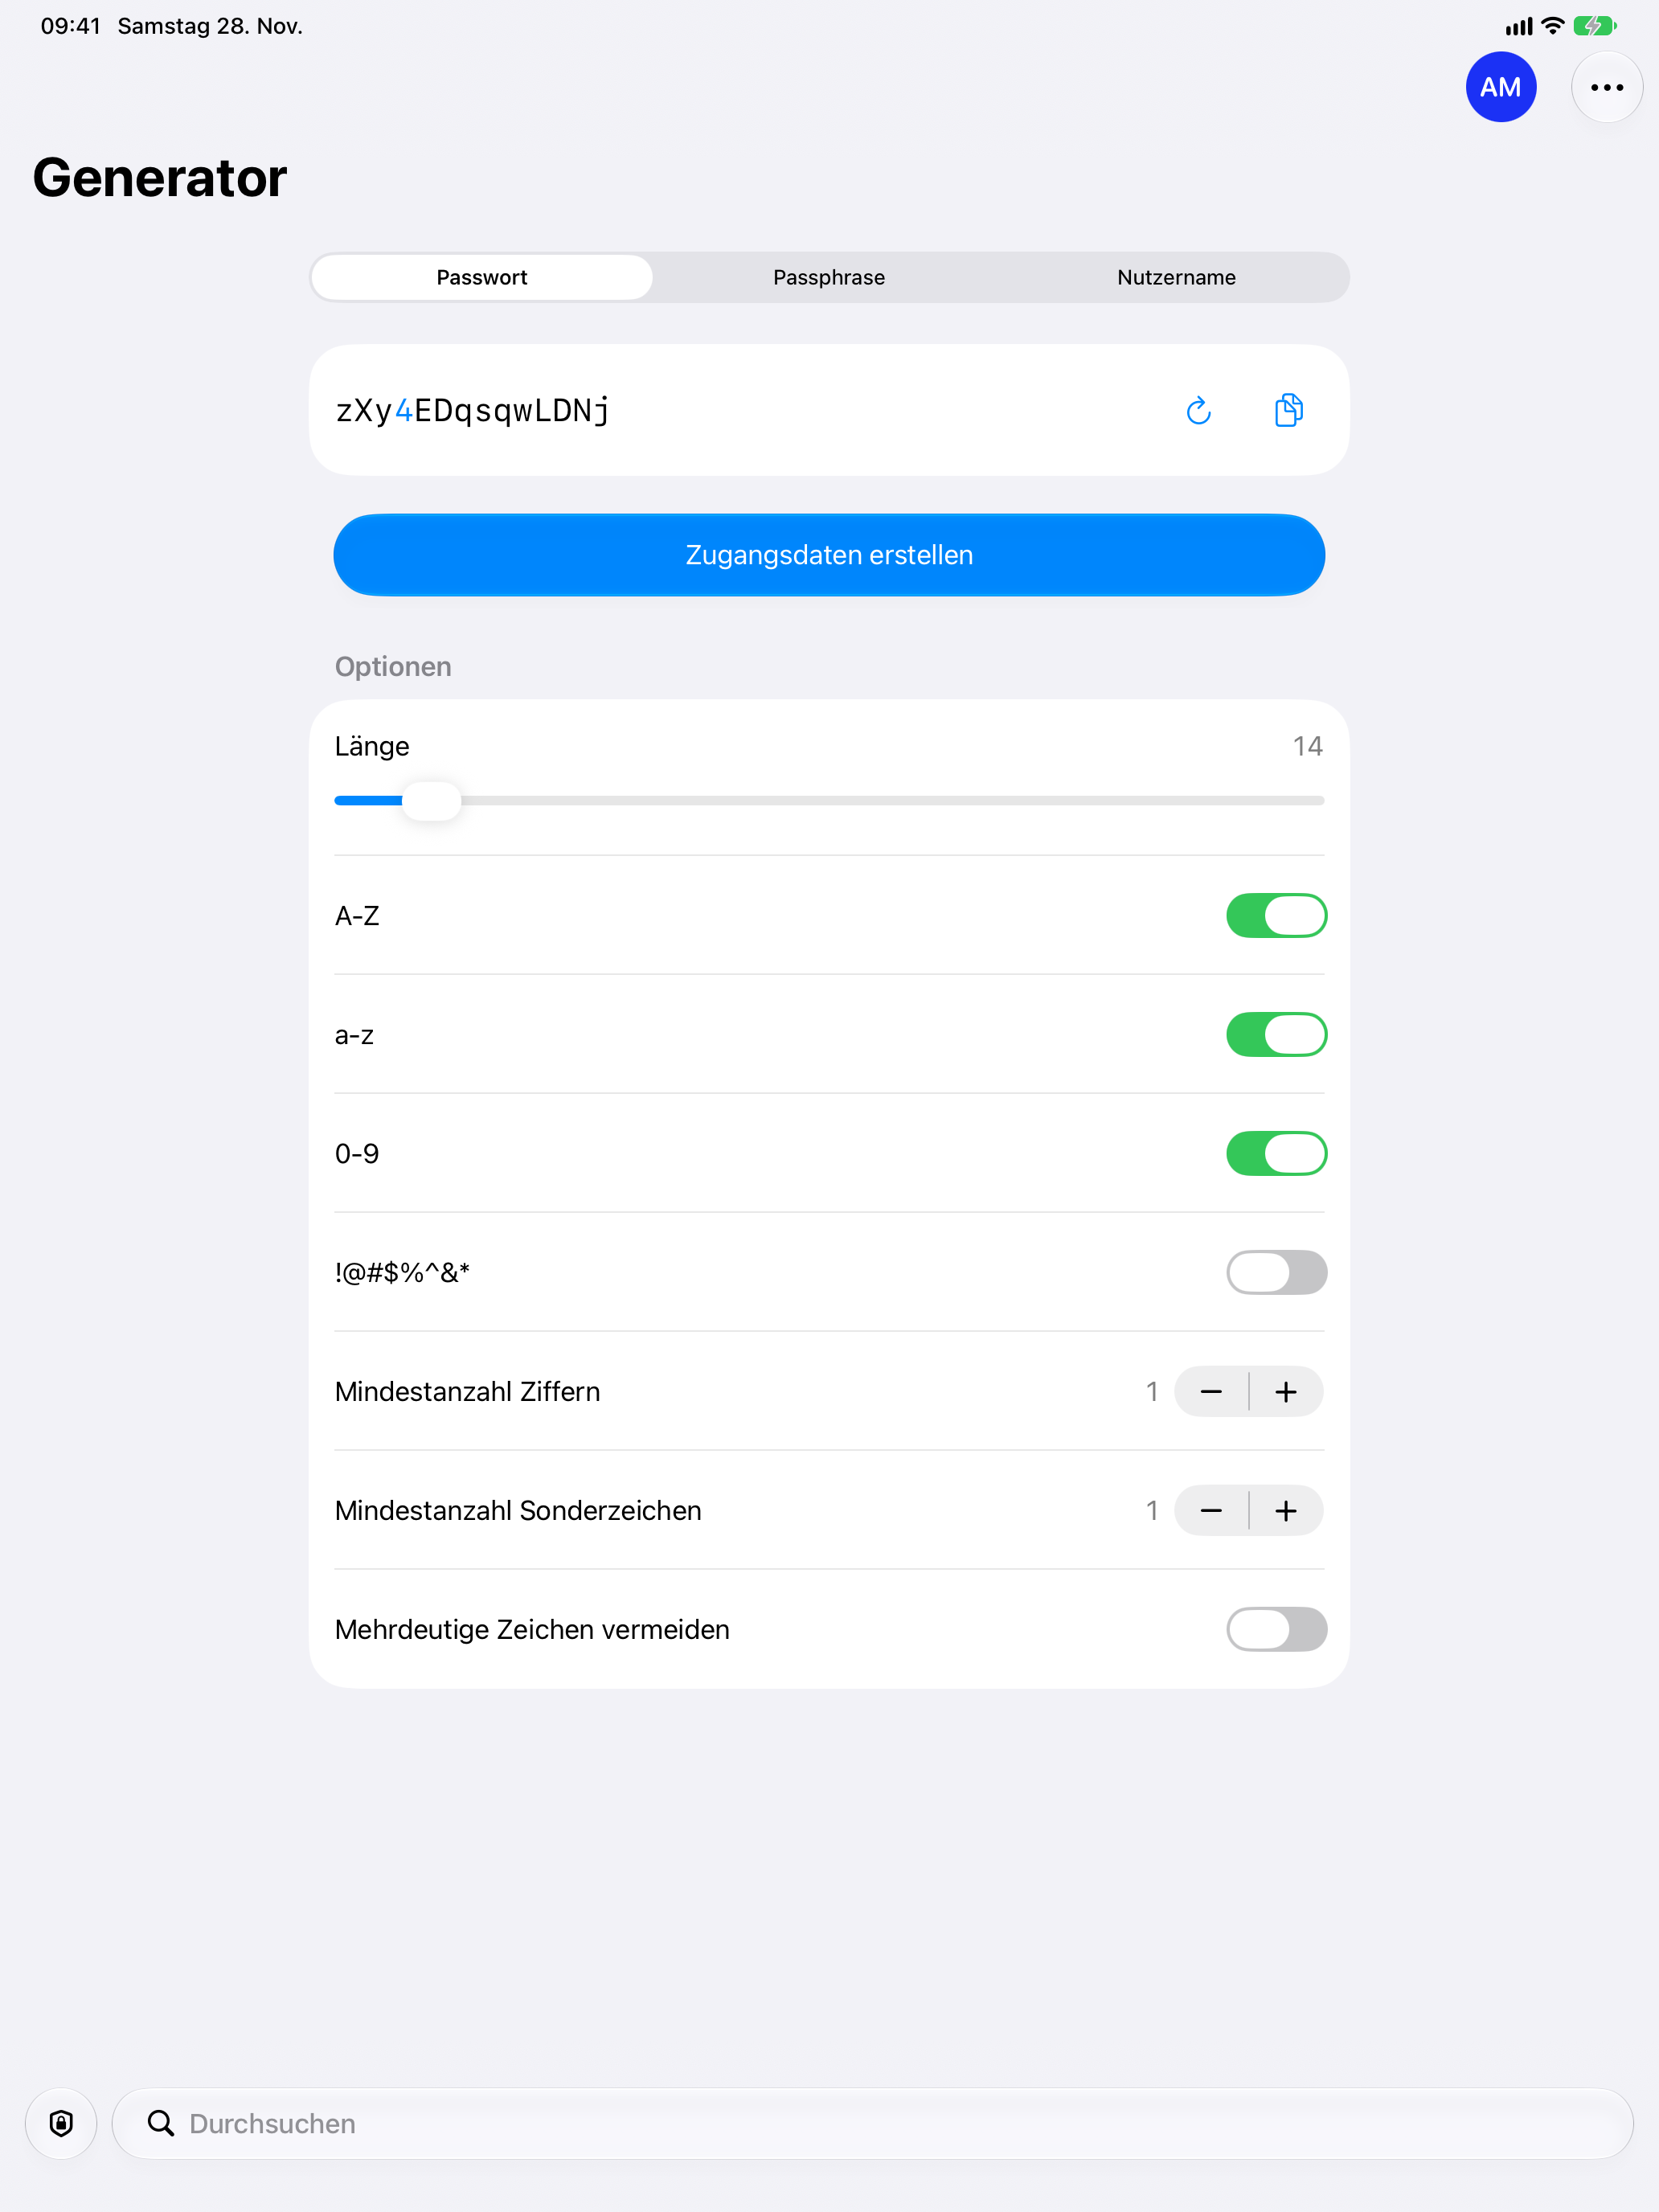 09:41 Samstag 28. Nov.
AM
Generator
Passwort Passphrase Nutzername
zXy4EDqsqwLDNj
Zugangsdaten erstellen
Optionen
Länge 14
A-Z
a-z
0-9
!@#$%^&*
Mindestanzahl Ziffern 1
Mindestanzahl Sonderzeichen 1
Mehrdeutige Zeichen vermeiden
Durchsuchen